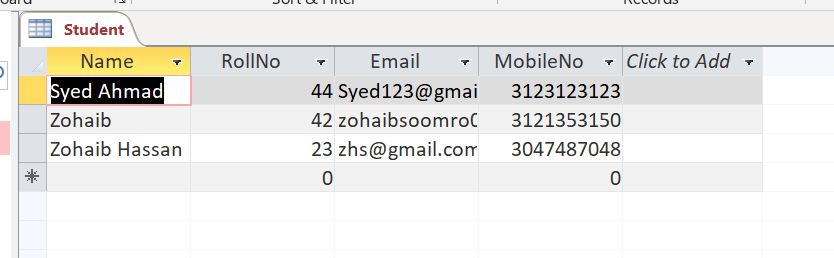 Sort & Filter Records
Student
Name RollNo Email MobileNo Click to Add
Syed Ahmad 44 Syed123@gmai 3123123123
Zohaib 42 zohaibsoomro 3121353150
Zohaib Hassan 23 zhs@gmail.com 3047487048
0 0